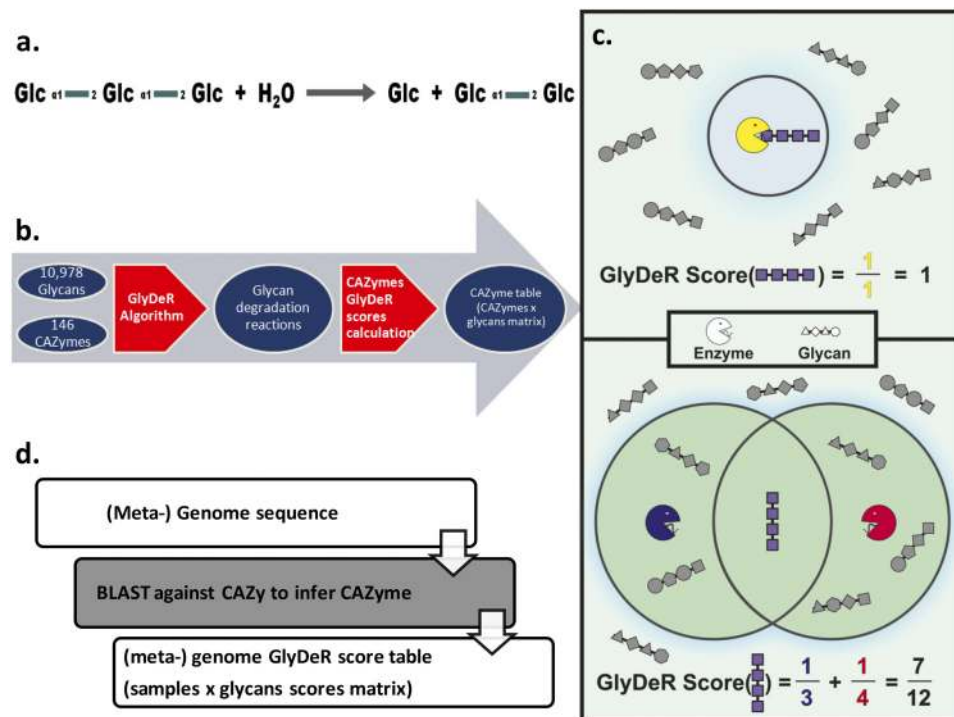 a.
Glc α1 2 Glc α1 2 Glc + H₂O Glc + Glc α1 2 Glc
b.
10,978
Glycans
146
CAZymes
GlyDeR
Algorithm
Glycan
degradation
reactions
CAZymes
GlyDeR
scores
calculation
CAZyme table
(CAZymes x
glycans matrix)
d.
(Meta-) Genome sequence
BLAST against CAZy to infer CAZyme
(meta-) genome GlyDeR score table
(samples x glycans scores matrix)
c.
GlyDeR Score( ) = 1/1 = 1
Enzyme Glycan
GlyDeR Score( ) = 1/3 + 1/4 = 7/12